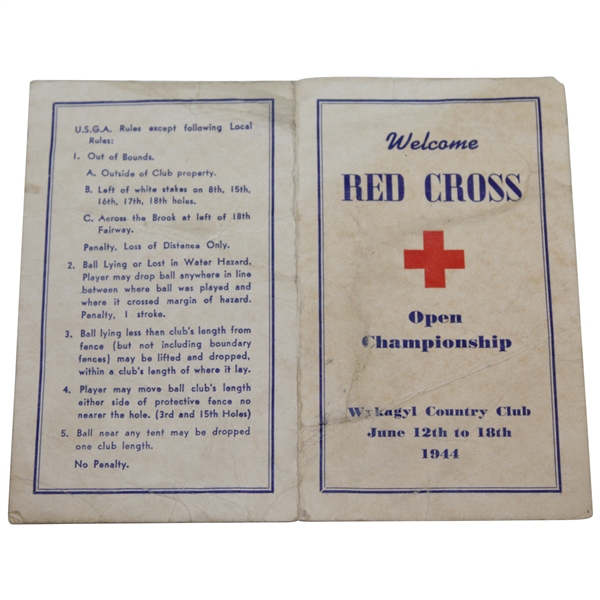 U.S.G.A. Rules except following Local
Rules:
1. Out of Bounds.
A. Outside of Club property.
B. Left of white stakes on 8th, 15th,
16th, 17th, 18th holes.
C. Across the Brook at left of 18th
Fairway.
Penalty, Loss of Distance Only.
2. Ball Lying or Lost in Water Hazard.
Player may drop ball anywhere in line
between where ball was played and
where it crossed margin of hazard.
Penalty, 1 stroke.
3. Ball lying less than club's length from
fence (but not including boundary
fences) may be lifted and dropped,
within a club's length of where it lay.
4. Player may move ball club's length
either side of protective fence no
nearer the hole. (3rd and 15th Holes)
5. Ball near any tent may be dropped
one club length.
No Penalty.
Welcome
RED CROSS
Open
Championship
Wykagyl Country Club
June 12th to 18th
1944